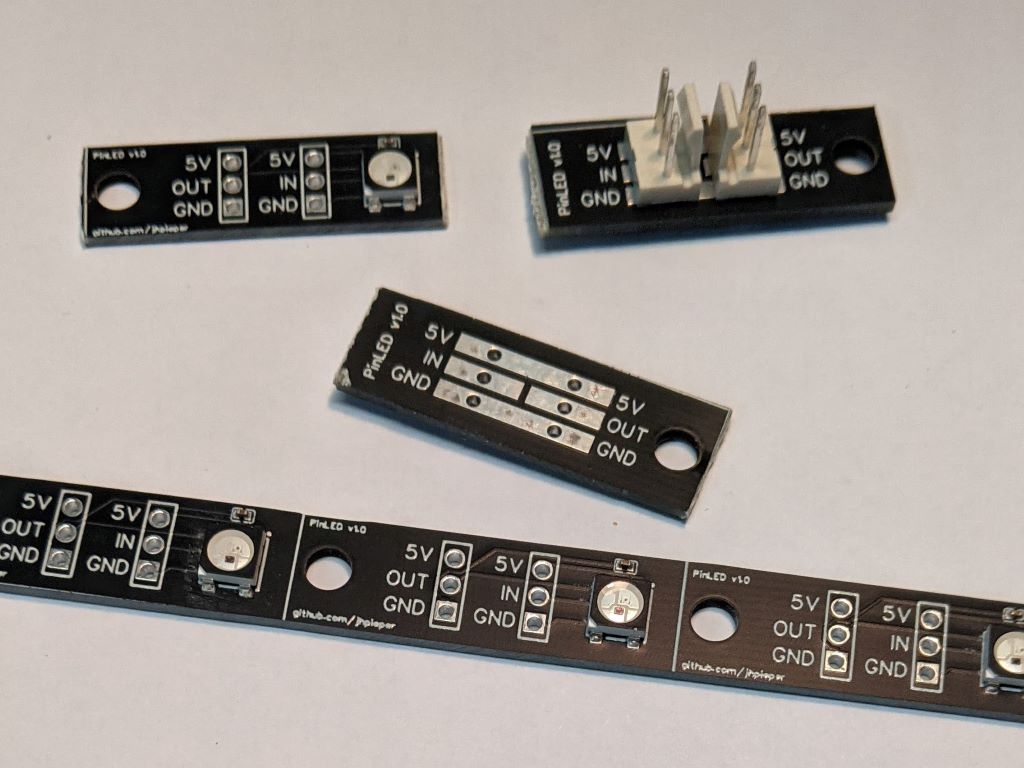 PinLED v1.0
5V
OUT
GND
5V
IN
GND
github.com/jhpieper
PinLED v1.0
5V
IN
GND
5V
OUT
GND
PinLED v1.0
5V
IN
GND
5V
OUT
GND
5V
OUT
GND
5V
IN
GND
PinLED v1.0
5V
OUT
GND
5V
IN
GND
github.com/jhpieper
PinLED v1.0
5V
OUT
GND
5V
IN
GND
github.com/jhpieper